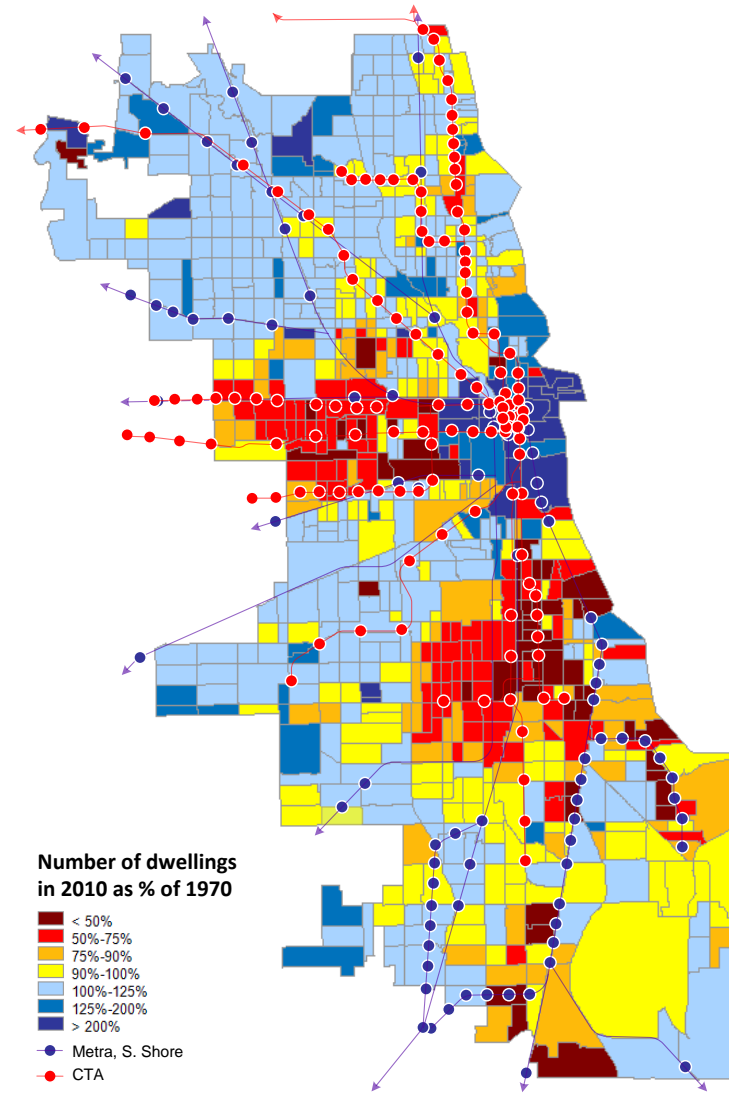 Number of dwellings
in 2010 as % of 1970
< 50%
50%-75%
75%-90%
90%-100%
100%-125%
125%-200%
> 200%
Metra, S. Shore
CTA